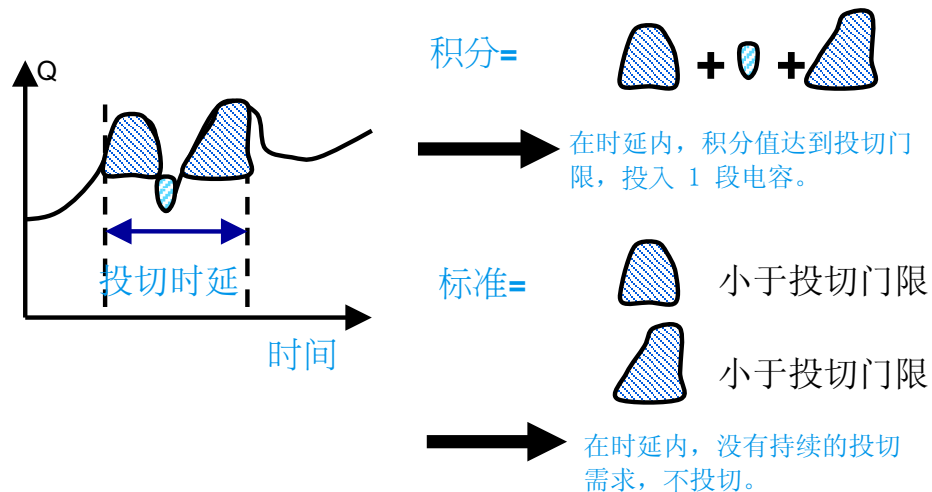 Q
投切时延
时间
积分=
+ +
在时延内，积分值达到投切门
限，投入 1 段电容。
标准=
小于投切门限
小于投切门限
在时延内，没有持续的投切
需求，不投切。